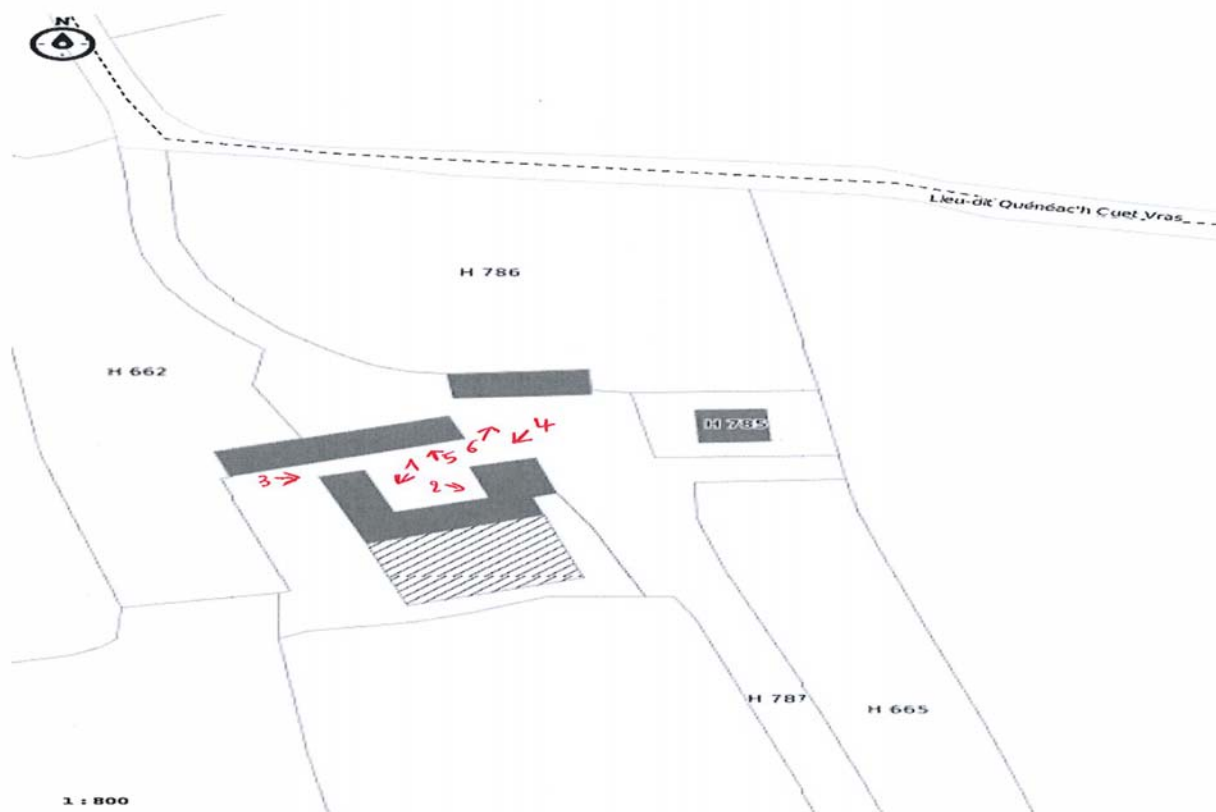 N
Lieu-dit Quénéac'h Cuet Vras
H 786
H 662
H 785
4
1
5
6
3
2
H 787
H 665
1 : 800